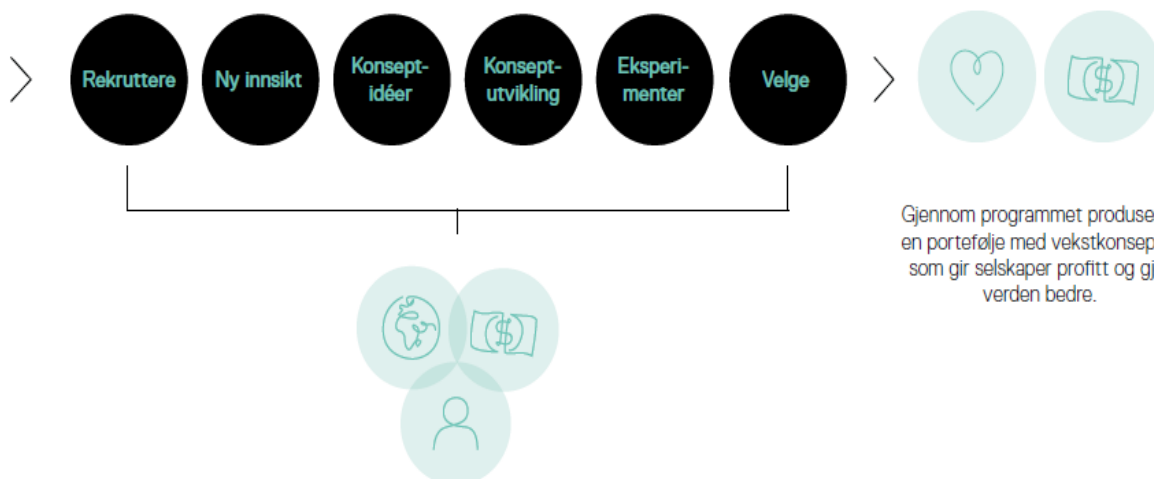 Rekruttere
Ny innsikt
Konsept-
idéer
Konsept-
utvikling
Eksperi-
menter
Velge
Gjennom programmet produse
en portefølje med vekstkonsep
som gir selskaper profitt og gj
verden bedre.